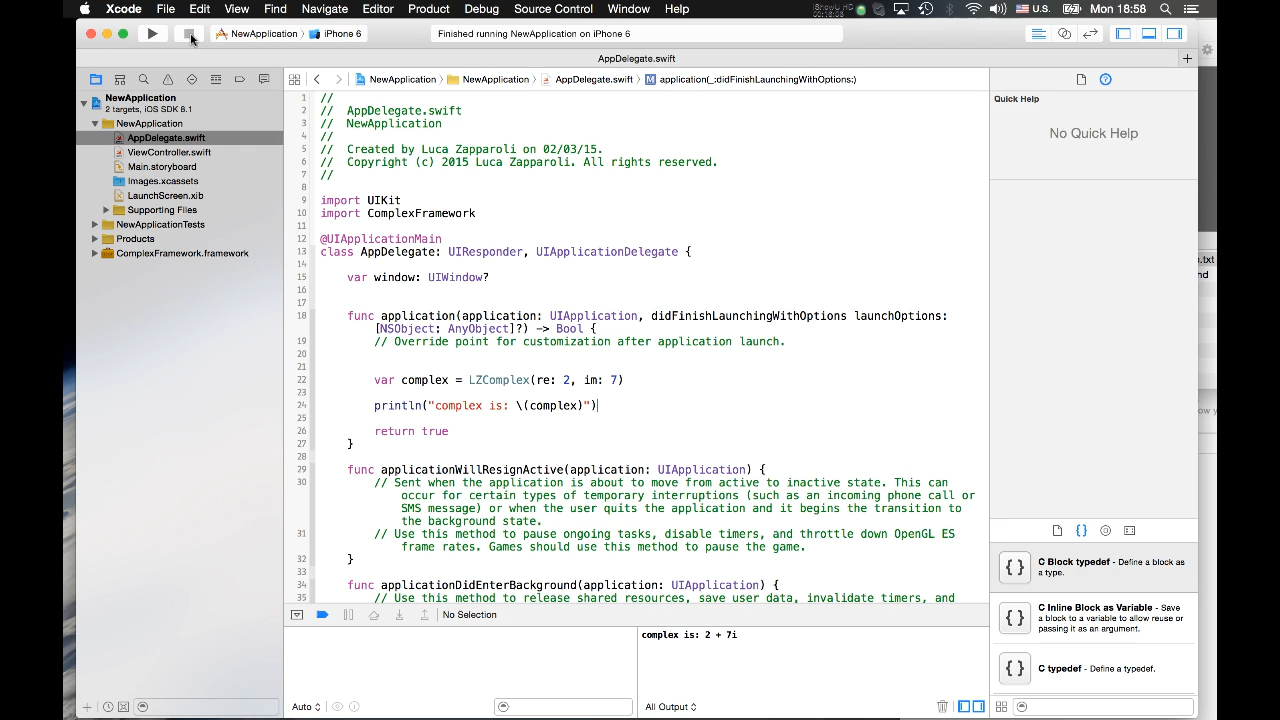 Xcode File Edit View Find Navigate Editor Product Debug Source Control Window Help U.S. Mon 18:58
NewApplication iPhone 6 Finished running NewApplication on iPhone 6
AppDelegate.swift
NewApplication NewApplication AppDelegate.swift M application(_:didFinishLaunchingWithOptions:)
NewApplication
2 targets, iOS SDK 8.1
NewApplication
AppDelegate.swift
ViewController.swift
Main.storyboard
Images.xcassets
LaunchScreen.xib
Supporting Files
NewApplicationTests
Products
ComplexFramework.framework
1 //
2 // AppDelegate.swift
3 // NewApplication
4 //
5 // Created by Luca Zapparoli on 02/03/15.
6 // Copyright (c) 2015 Luca Zapparoli. All rights reserved.
7 //
8
9 import UIKit
10 import ComplexFramework
11
12 @UIApplicationMain
13 class AppDelegate: UIResponder, UIApplicationDelegate {
14
15 var window: UIWindow?
16
17
18 func application(application: UIApplication, didFinishLaunchingWithOptions launchOptions:
[NSObject: AnyObject]?) -> Bool {
19 // Override point for customization after application launch.
20
21
22 var complex = LZComplex(re: 2, im: 7)
23
24 println("complex is: \(complex)")
25
26 return true
27 }
28
29 func applicationWillResignActive(application: UIApplication) {
30 // Sent when the application is about to move from active to inactive state. This can
occur for certain types of temporary interruptions (such as an incoming phone call or
SMS message) or when the user quits the application and it begins the transition to
the background state.
31 // Use this method to pause ongoing tasks, disable timers, and throttle down OpenGL ES
frame rates. Games should use this method to pause the game.
32 }
33
34 func applicationDidEnterBackground(application: UIApplication) {
35 // Use this method to release shared resources, save user data, invalidate timers, and
No Selection
complex is: 2 + 7i
Auto
All Output
Quick Help
No Quick Help
C Block typedef - Define a block as
a type.
C Inline Block as Variable - Save
a block to a variable to allow reuse or
passing it as an argument.
C typedef - Define a typedef.